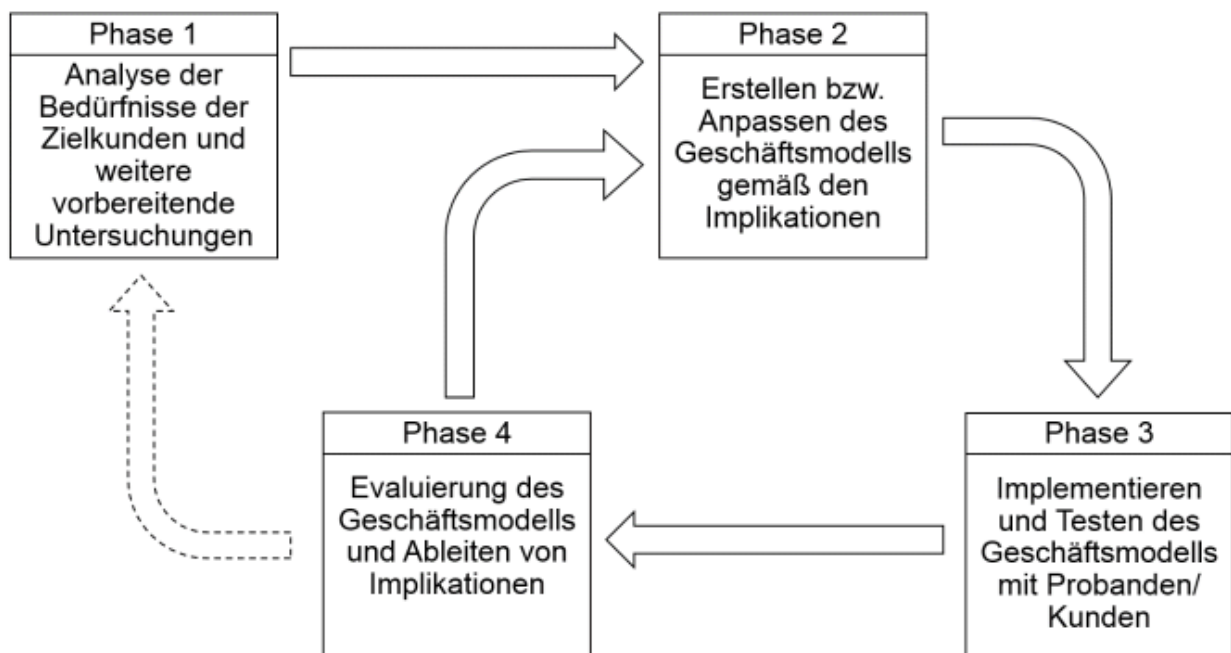 Phase 1
Analyse der
Bedürfnisse der
Zielkunden und
weitere
vorbereitende
Untersuchungen
Phase 2
Erstellen bzw.
Anpassen des
Geschäftsmodells
gemäß den
Implikationen
Phase 4
Evaluierung des
Geschäftsmodells
und Ableiten von
Implikationen
Phase 3
Implementieren
und Testen des
Geschäftsmodells
mit Probanden/
Kunden